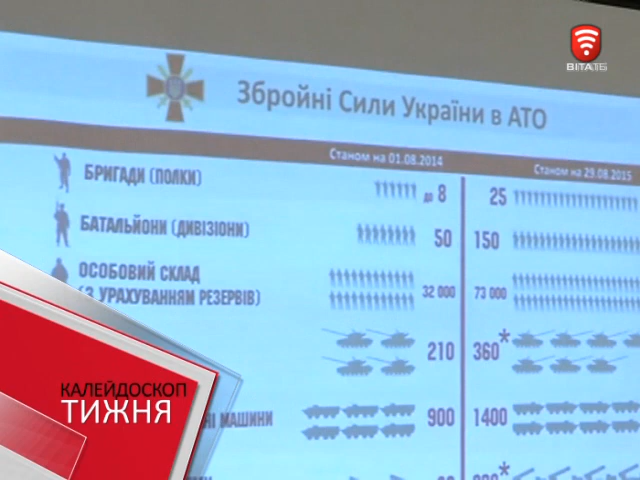 ВІТАТБ
Збройні Сили України в АТО
Станом на 01.08.2014
Станом на 29.08.2015
БРИГАДИ (ПОЛКИ)
до 8
25
БАТАЛЬЙОНИ (ДИВІЗІОНИ)
50
150
ОСОБОВИЙ СКЛАД
(З УРАХУВАННЯМ РЕЗЕРВІВ)
32 000
73 000
210
360*
МАШИНИ
900
1400
КАЛЕЙДОСКОП
ТИЖНЯ